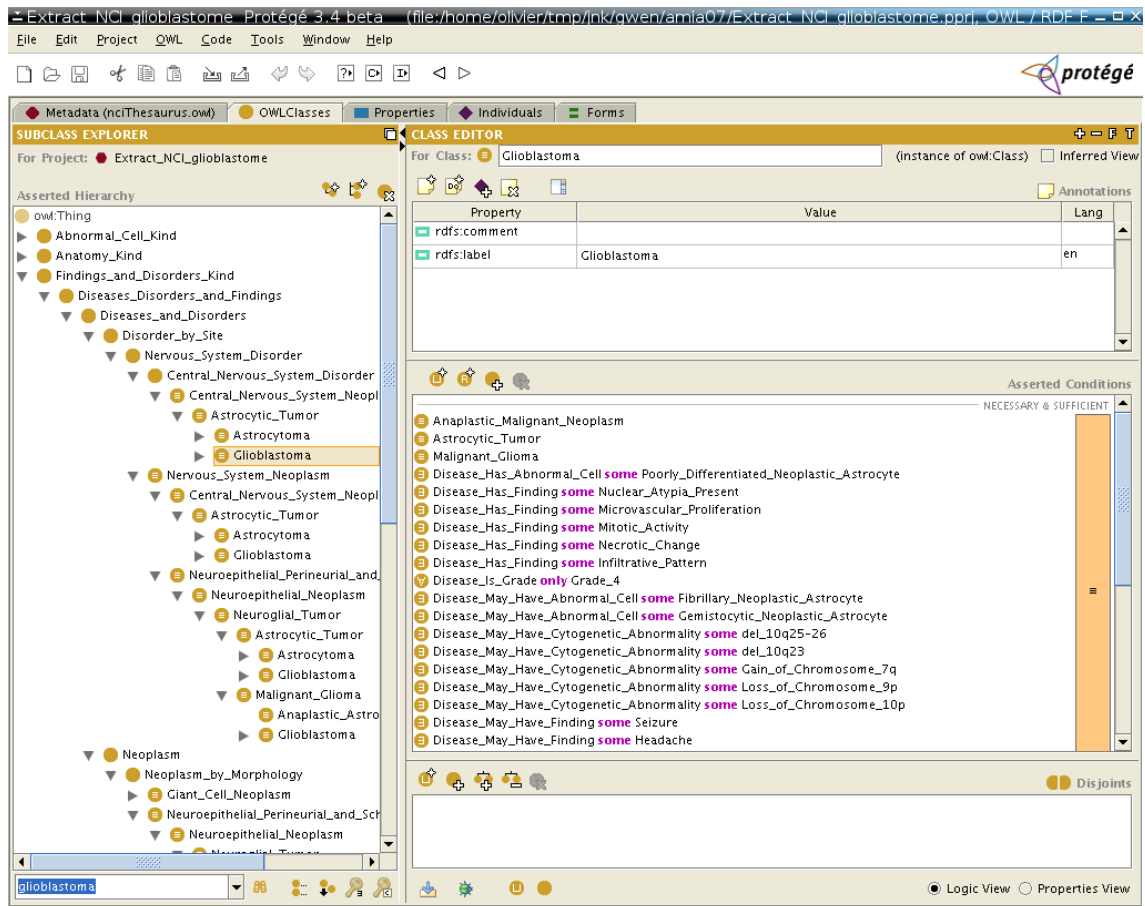 Extract_NCI_glioblastome Protégé 3.4 beta (file:/home/olivier/tmp/jnk/gwen/amia07/Extract_NCI_glioblastome.pprj, OWL / RDF F
File Edit Project OWL Code Tools Window Help
protégé
Metadata (nciThesaurus.owl) OWLClasses Properties Individuals Forms
SUBCLASS EXPLORER
For Project: Extract_NCI_glioblastome
Asserted Hierarchy
owl:Thing
Abnormal_Cell_Kind
Anatomy_Kind
Findings_and_Disorders_Kind
Diseases_Disorders_and_Findings
Diseases_and_Disorders
Disorder_by_Site
Nervous_System_Disorder
Central_Nervous_System_Disorder
Central_Nervous_System_Neopl
Astrocytic_Tumor
Astrocytoma
Glioblastoma
Nervous_System_Neoplasm
Central_Nervous_System_Neopl
Astrocytic_Tumor
Astrocytoma
Glioblastoma
Neuroepithelial_Perineurial_and_
Neuroepithelial_Neoplasm
Neuroglial_Tumor
Astrocytic_Tumor
Astrocytoma
Glioblastoma
Malignant_Glioma
Anaplastic_Astro
Glioblastoma
Neoplasm
Neoplasm_by_Morphology
Giant_Cell_Neoplasm
Neuroepithelial_Perineurial_and_Sch
Neuroepithelial_Neoplasm
Neuroglial_Tumor
glioblastoma
CLASS EDITOR
F T
For Class: Glioblastoma (instance of owl:Class) Inferred View
Annotations
Property Value Lang
rdfs:comment
rdfs:label Glioblastoma en
Asserted Conditions
NECESSARY & SUFFICIENT
Anaplastic_Malignant_Neoplasm
Astrocytic_Tumor
Malignant_Glioma
Disease_Has_Abnormal_Cell some Poorly_Differentiated_Neoplastic_Astrocyte
Disease_Has_Finding some Nuclear_Atypia_Present
Disease_Has_Finding some Microvascular_Proliferation
Disease_Has_Finding some Mitotic_Activity
Disease_Has_Finding some Necrotic_Change
Disease_Has_Finding some Infiltrative_Pattern
Disease_Is_Grade only Grade_4
Disease_May_Have_Abnormal_Cell some Fibrillary_Neoplastic_Astrocyte
Disease_May_Have_Abnormal_Cell some Gemistocytic_Neoplastic_Astrocyte
Disease_May_Have_Cytogenetic_Abnormality some del_10q25-26
Disease_May_Have_Cytogenetic_Abnormality some del_10q23
Disease_May_Have_Cytogenetic_Abnormality some Gain_of_Chromosome_7q
Disease_May_Have_Cytogenetic_Abnormality some Loss_of_Chromosome_9p
Disease_May_Have_Cytogenetic_Abnormality some Loss_of_Chromosome_10p
Disease_May_Have_Finding some Seizure
Disease_May_Have_Finding some Headache
Disjoints
Logic View Properties View